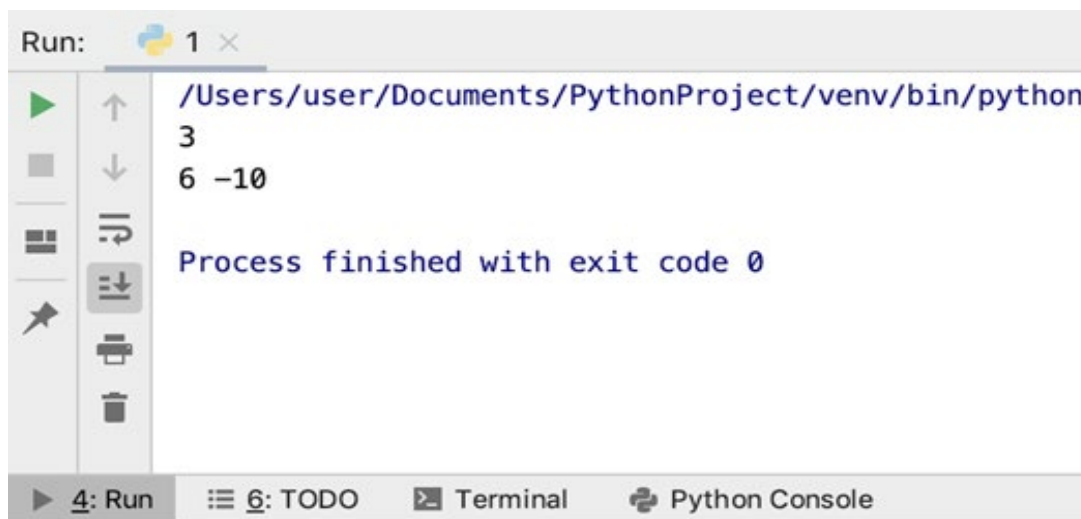 Run: 1
/Users/user/Documents/PythonProject/venv/bin/python
3
6 -10
Process finished with exit code 0
4: Run 6: TODO Terminal Python Console